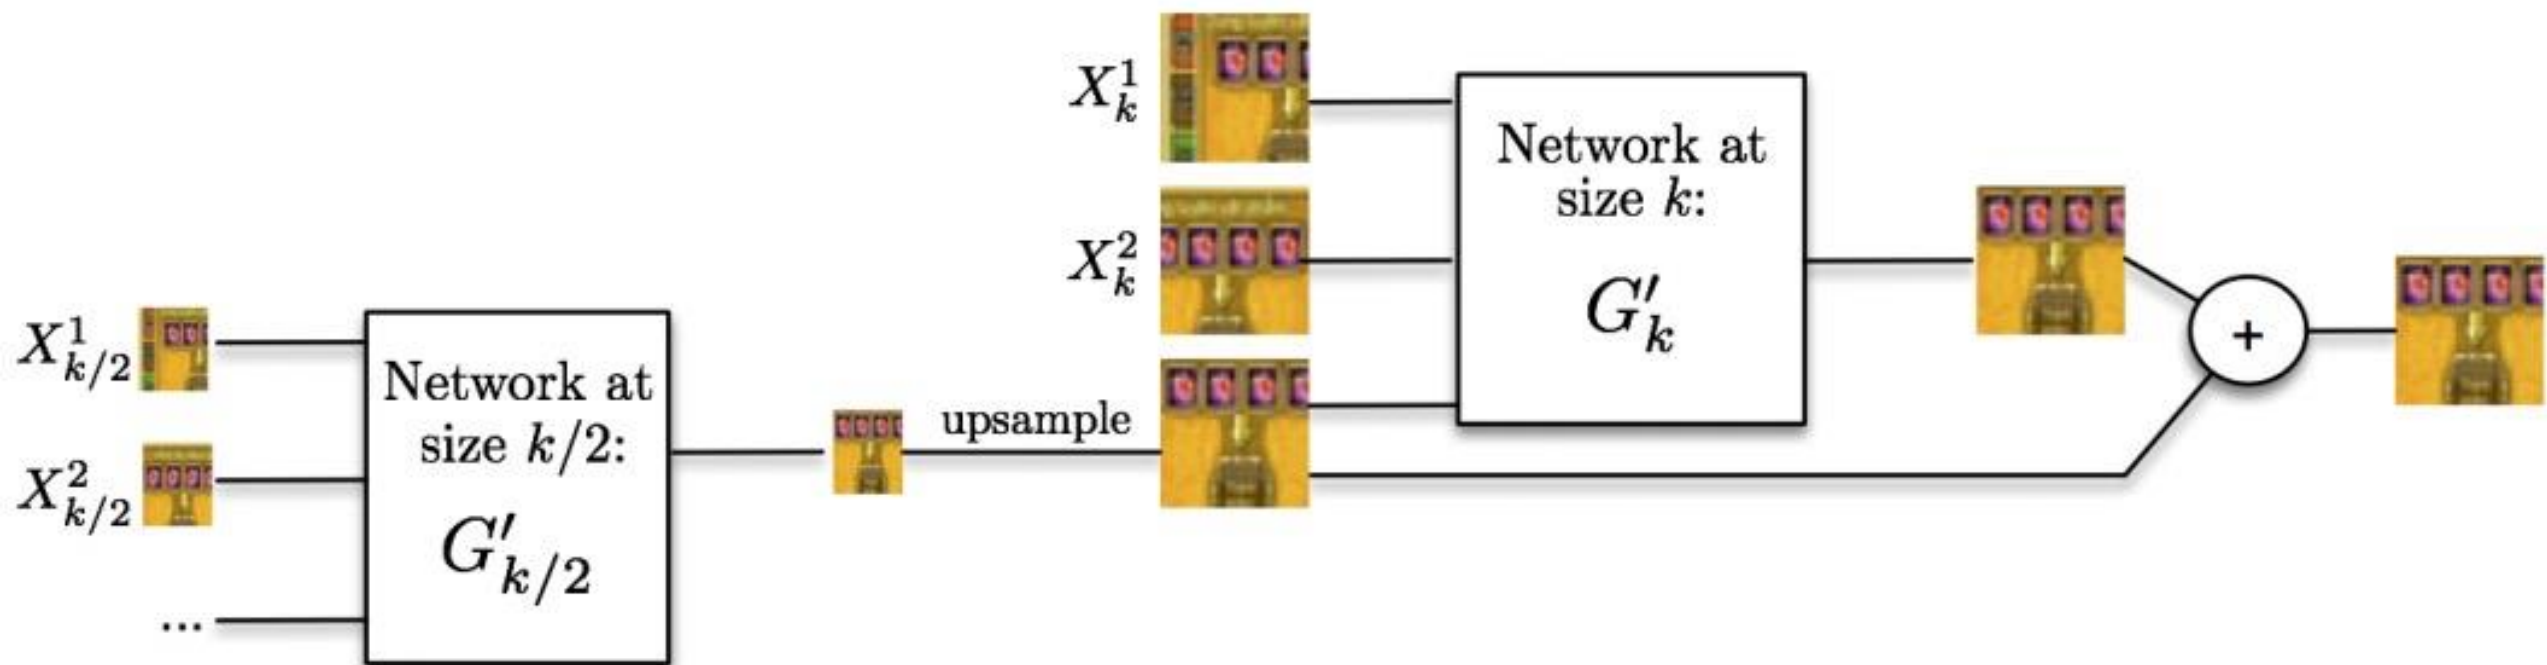 X^1_{k/2}
X^2_{k/2}
...
Network at
size k/2:
G'_{k/2}
upsample
X^1_k
X^2_k
Network at
size k:
G'_k
+